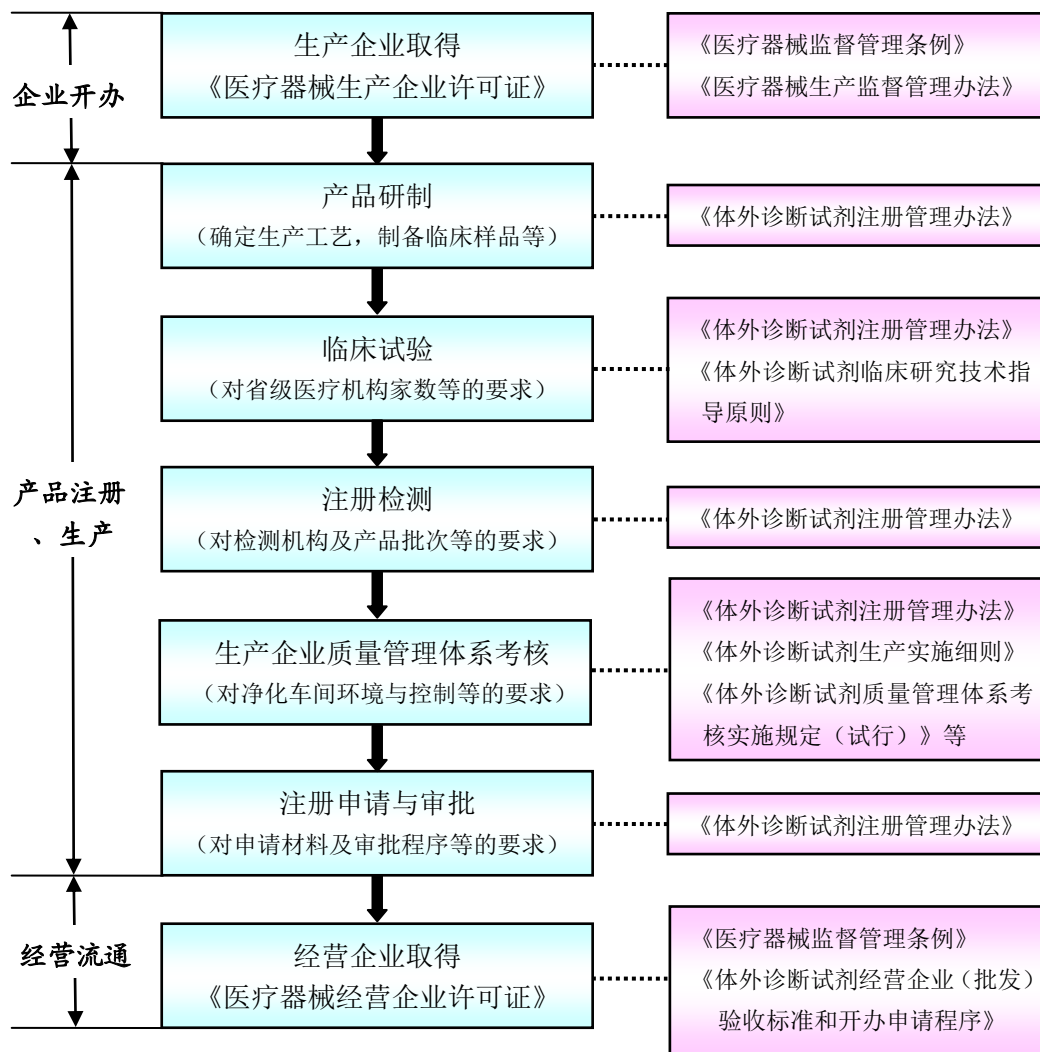 企业开办
生产企业取得
《医疗器械生产企业许可证》
《医疗器械监督管理条例》
《医疗器械生产监督管理办法》
产品注册
、生产
产品研制
（确定生产工艺，制备临床样品等）
《体外诊断试剂注册管理办法》
临床试验
（对省级医疗机构家数等的要求）
《体外诊断试剂注册管理办法》
《体外诊断试剂临床研究技术指
导原则》
注册检测
（对检测机构及产品批次等的要求）
《体外诊断试剂注册管理办法》
生产企业质量管理体系考核
（对净化车间环境与控制等的要求）
《体外诊断试剂注册管理办法》
《体外诊断试剂生产实施细则》
《体外诊断试剂质量管理体系考
核实施规定（试行）》等
注册申请与审批
（对申请材料及审批程序等的要求）
《体外诊断试剂注册管理办法》
经营流通
经营企业取得
《医疗器械经营企业许可证》
《医疗器械监督管理条例》
《体外诊断试剂经营企业（批发）
验收标准和开办申请程序》